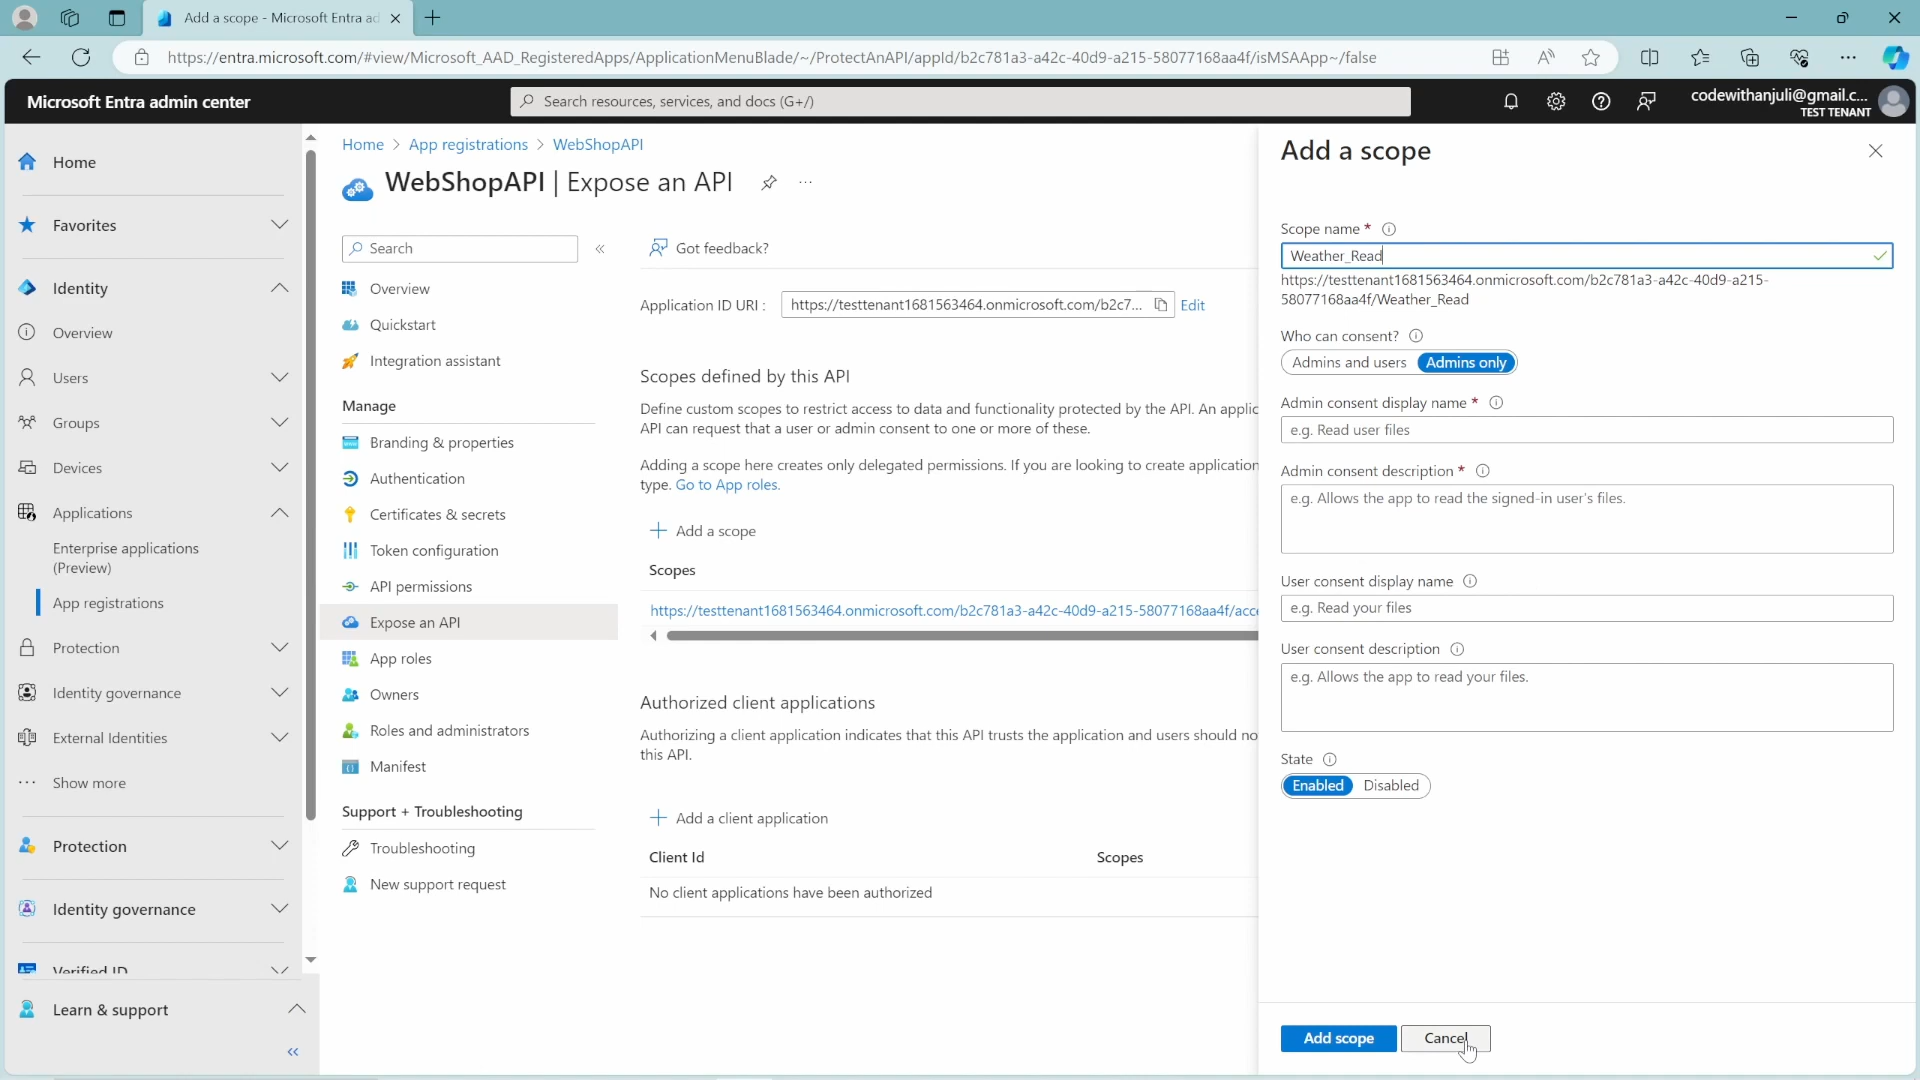 Add a scope - Microsoft Entra ad
https://entra.microsoft.com/#view/Microsoft_AAD_RegisteredApps/ApplicationMenuBlade/~/ProtectAnAPI/appId/b2c781a3-a42c-40d9-a215-58077168aa4f/isMSAApp~/false
Microsoft Entra admin center
Search resources, services, and docs (G+/)
codewithanjuli@gmail.c...
TEST TENANT
Home
Favorites
Identity
Overview
Users
Groups
Devices
Applications
Enterprise applications
(Preview)
App registrations
Protection
Identity governance
External Identities
Show more
Protection
Identity governance
Verified ID
Learn & support
Home > App registrations > WebShopAPI
WebShopAPI | Expose an API
Search
Overview
Quickstart
Integration assistant
Manage
Branding & properties
Authentication
Certificates & secrets
Token configuration
API permissions
Expose an API
App roles
Owners
Roles and administrators
Manifest
Support + Troubleshooting
Troubleshooting
New support request
Got feedback?
Application ID URI : https://testtenant1681563464.onmicrosoft.com/b2c7... Edit
Scopes defined by this API
Define custom scopes to restrict access to data and functionality protected by the API. An applic
API can request that a user or admin consent to one or more of these.
Adding a scope here creates only delegated permissions. If you are looking to create application
type. Go to App roles.
Add a scope
Scopes
https://testtenant1681563464.onmicrosoft.com/b2c781a3-a42c-40d9-a215-58077168aa4f/acce
Authorized client applications
Authorizing a client application indicates that this API trusts the application and users should no
this API.
Add a client application
Client Id Scopes
No client applications have been authorized
Add a scope
Scope name *
Weather_Read
https://testtenant1681563464.onmicrosoft.com/b2c781a3-a42c-40d9-a215-
58077168aa4f/Weather_Read
Who can consent?
Admins and users Admins only
Admin consent display name *
e.g. Read user files
Admin consent description *
e.g. Allows the app to read the signed-in user's files.
User consent display name
e.g. Read your files
User consent description
e.g. Allows the app to read your files.
State
Enabled Disabled
Add scope Cancel